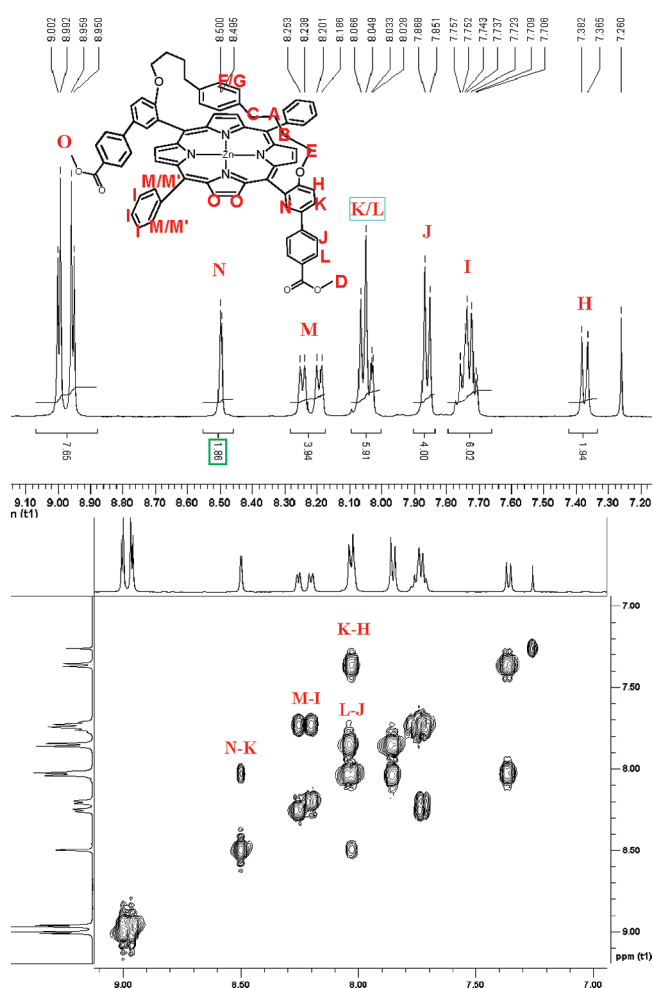 9.002
8.992
8.959
8.950
8.500
8.495
8.253
8.238
8.201
8.186
8.066
8.049
8.033
8.028
7.868
7.851
7.757
7.752
7.743
7.737
7.723
7.709
7.706
7.382
7.365
7.260
F/G
O
C
A
B
O
N
N
Zn
N
N
E
O
O
O
M/M'
H
N
K
I
I
I
M/M'
O
O
J
L
O
O
D
N
M
K/L
J
I
H
7.65
1.86
3.94
5.91
4.00
6.02
1.94
9.10 9.00 8.90 8.80 8.70 8.60 8.50 8.40 8.30 8.20 8.10 8.00 7.90 7.80 7.70 7.60 7.50 7.40 7.30 7.20
n (t1)
7.00
K-H
7.50
M-I
L-J
N-K
8.00
8.50
9.00
ppm (t1)
9.00 8.50 8.00 7.50 7.00